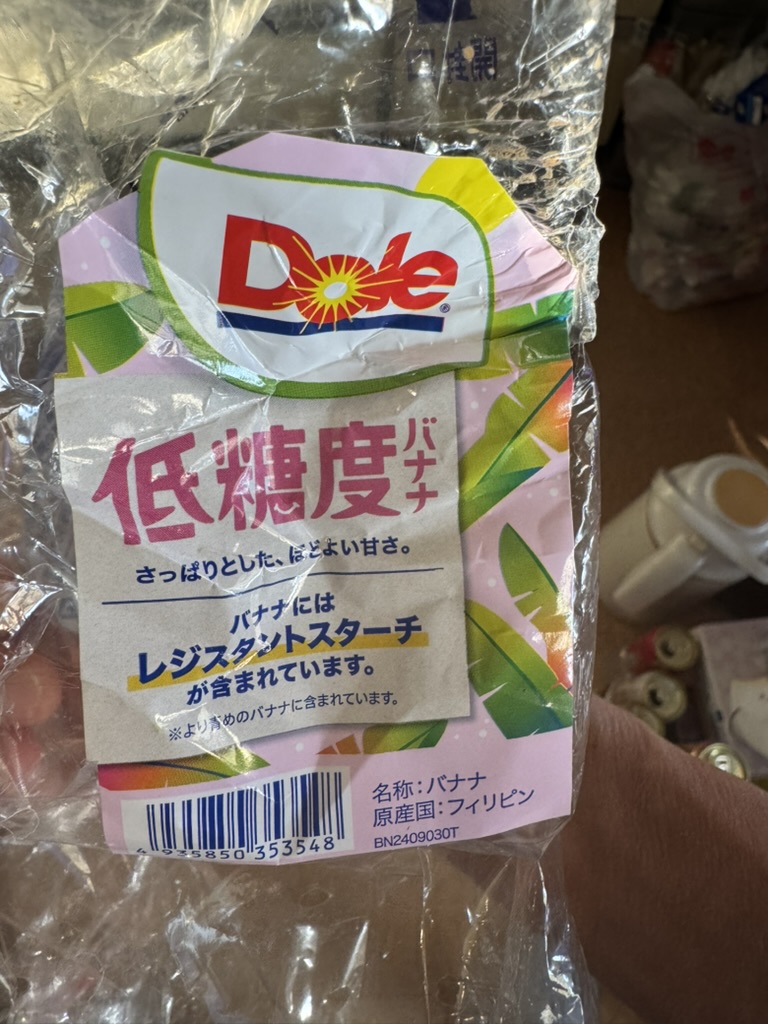 Dole
低糖度バナナ
さっぱりとした、ほどよい甘さ。
バナナには
レジスタントスターチ
が含まれています。
※より青めのバナナに含まれています。
4 935850 353548
名称：バナナ
原産国：フィリピン
BN2409030T